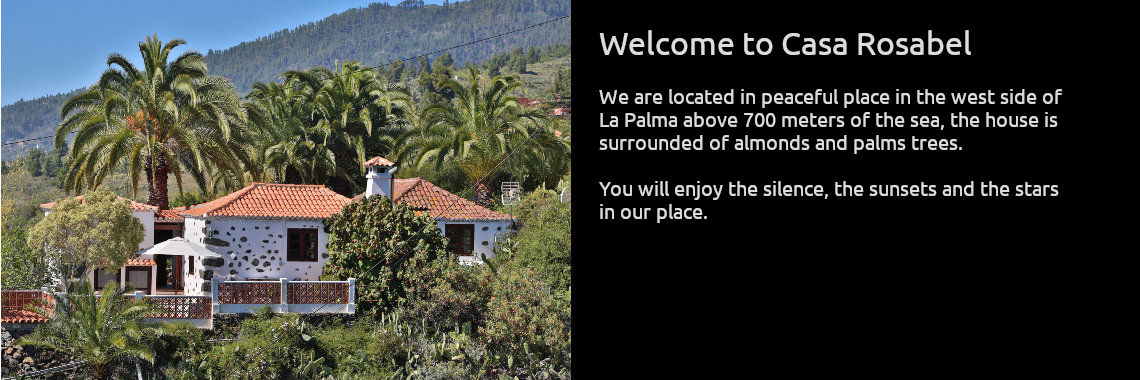 Welcome to Casa Rosabel
We are located in peaceful place in the west side of
La Palma above 700 meters of the sea, the house is
surrounded of almonds and palms trees.
You will enjoy the silence, the sunsets and the stars
in our place.